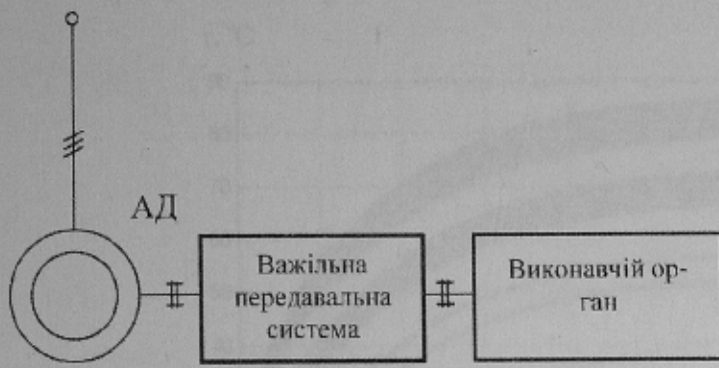 АД
Важільна
передавальна
система
Виконавчій ор-
ган